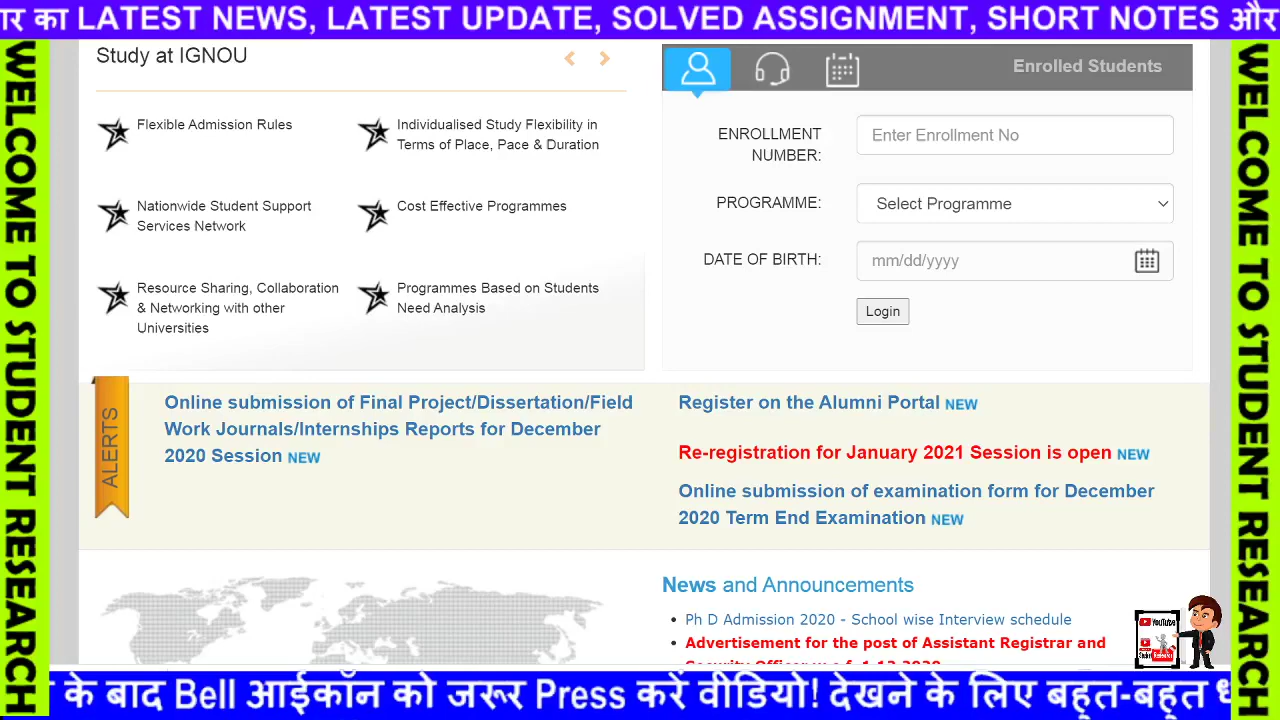 र का LATEST NEWS, LATEST UPDATE, SOLVED ASSIGNMENT, SHORT NOTES और
WELCOME TO STUDENT RESEARCH
Study at IGNOU
Flexible Admission Rules
Individualised Study Flexibility in
Terms of Place, Pace & Duration
Nationwide Student Support
Services Network
Cost Effective Programmes
Resource Sharing, Collaboration
& Networking with other
Universities
Programmes Based on Students
Need Analysis
Enrolled Students
ENROLLMENT
NUMBER:
Enter Enrollment No
PROGRAMME:
Select Programme
DATE OF BIRTH:
mm/dd/yyyy
Login
ALERTS
Online submission of Final Project/Dissertation/Field
Work Journals/Internships Reports for December
2020 Session NEW
Register on the Alumni Portal NEW
Re-registration for January 2021 Session is open NEW
Online submission of examination form for December
2020 Term End Examination NEW
News and Announcements
Ph D Admission 2020 - School wise Interview schedule
Advertisement for the post of Assistant Registrar and
Security Officer w.e.f. 1.12.2020
YouTube
WELCOME TO STUDENT RESEARCH
के बाद Bell आईकॉन को जरूर Press करें वीडियो! देखने के लिए बहुत-बहुत